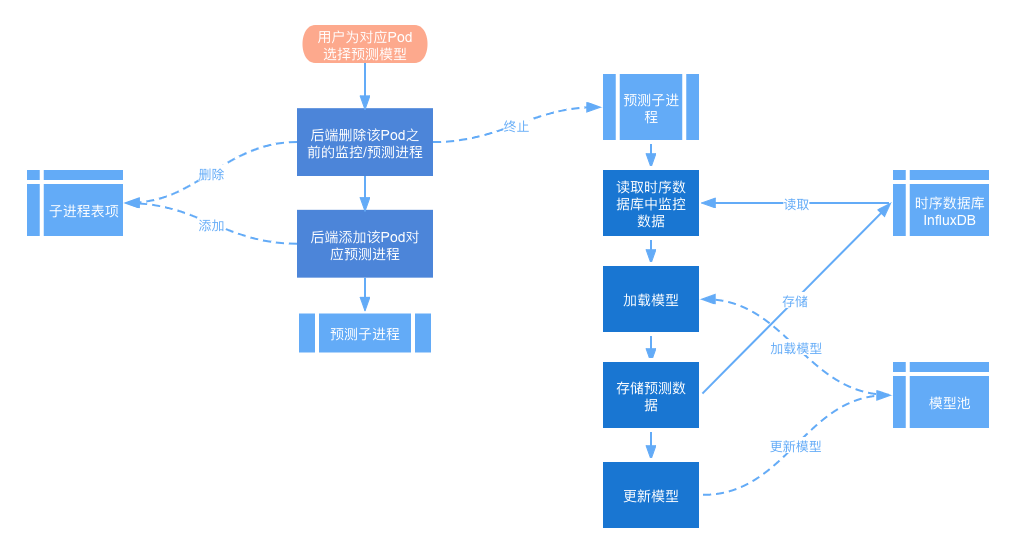 用户为对应Pod
选择预测模型
后端删除该Pod之
前的监控/预测进程
终止
预测子进
程
删除
子进程表项
添加
后端添加该Pod对
应预测进程
预测子进程
读取时序数
据库中监控
数据
读取
时序数据库
InfluxDB
加载模型
存储
加载模型
存储预测数
据
模型池
更新模型
更新模型